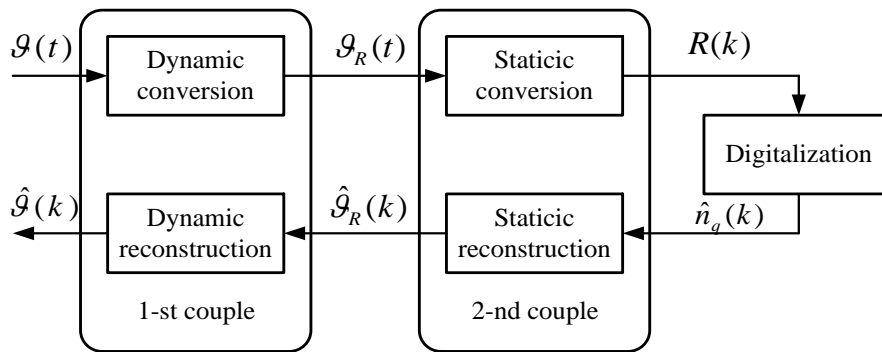 ϑ(t)
Dynamic
conversion
ϑ_R(t)
Staticic
conversion
R(k)
Digitalization
ϑ̂(k)
Dynamic
reconstruction
ϑ̂_R(k)
Staticic
reconstruction
n̂_q(k)
1-st couple
2-nd couple